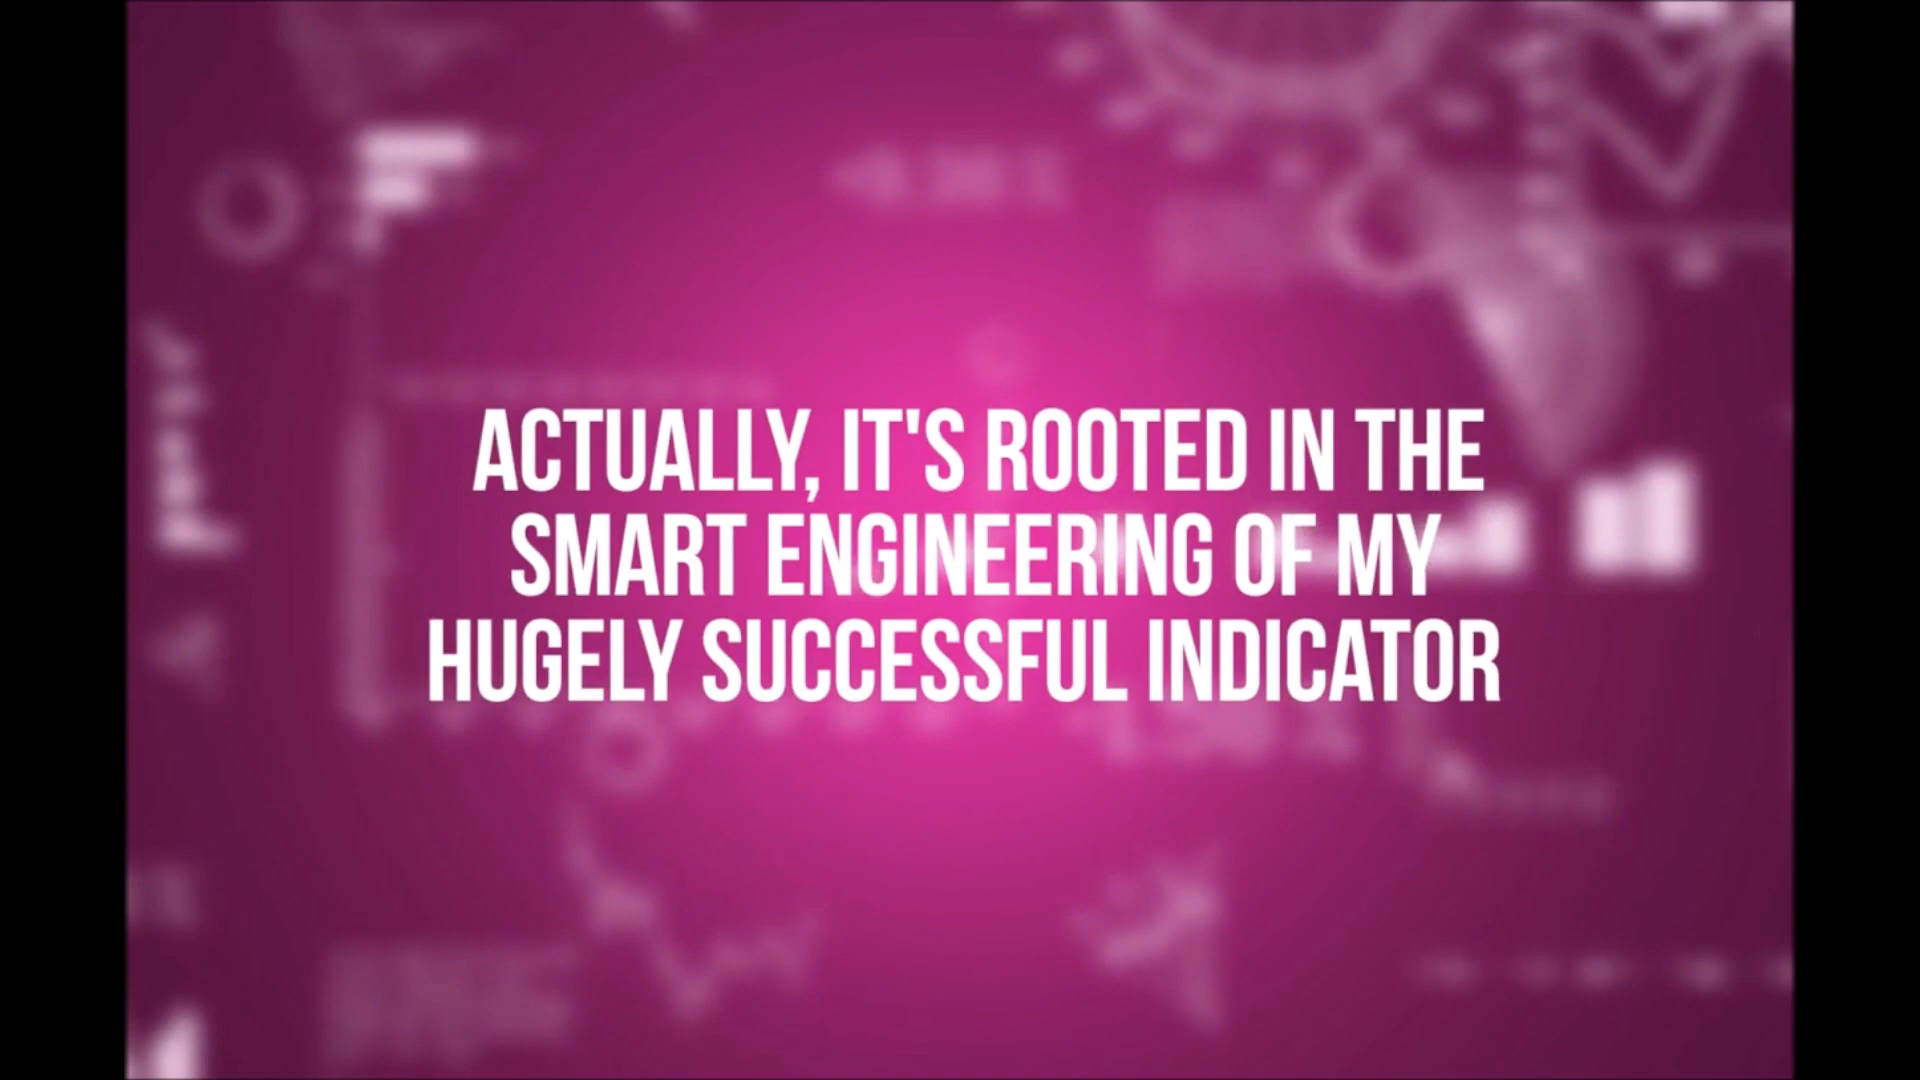 ACTUALLY, IT'S ROOTED IN THE
SMART ENGINEERING OF MY
HUGELY SUCCESSFUL INDICATOR